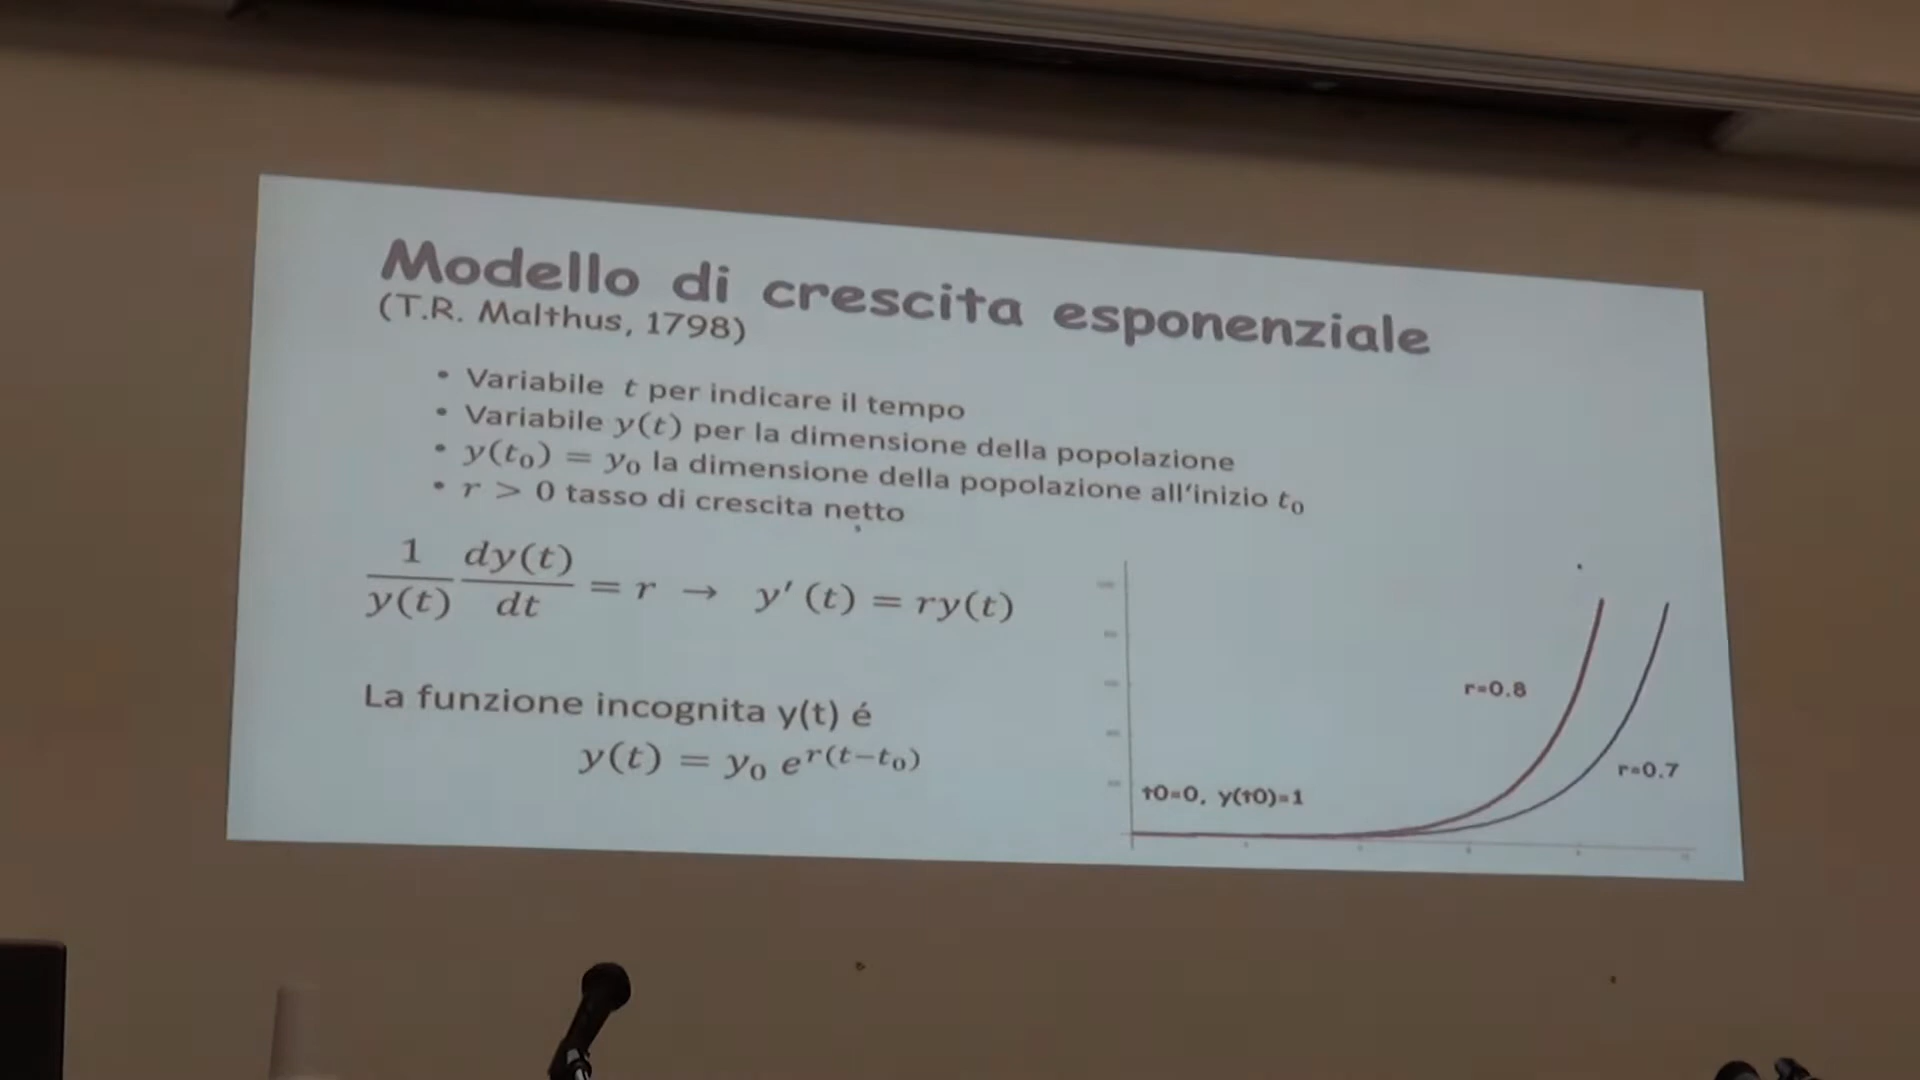 Modello di crescita esponenziale
(T.R. Malthus, 1798)
• Variabile t per indicare il tempo
• Variabile y(t) per la dimensione della popolazione
• y(t₀) = y₀ la dimensione della popolazione all'inizio t₀
• r > 0 tasso di crescita netto
1/y(t) dy(t)/dt = r → y′(t) = ry(t)
La funzione incognita y(t) é
y(t) = y₀ e^r(t−t₀)
r=0.8
r=0.7
t0=0, y(t0)=1